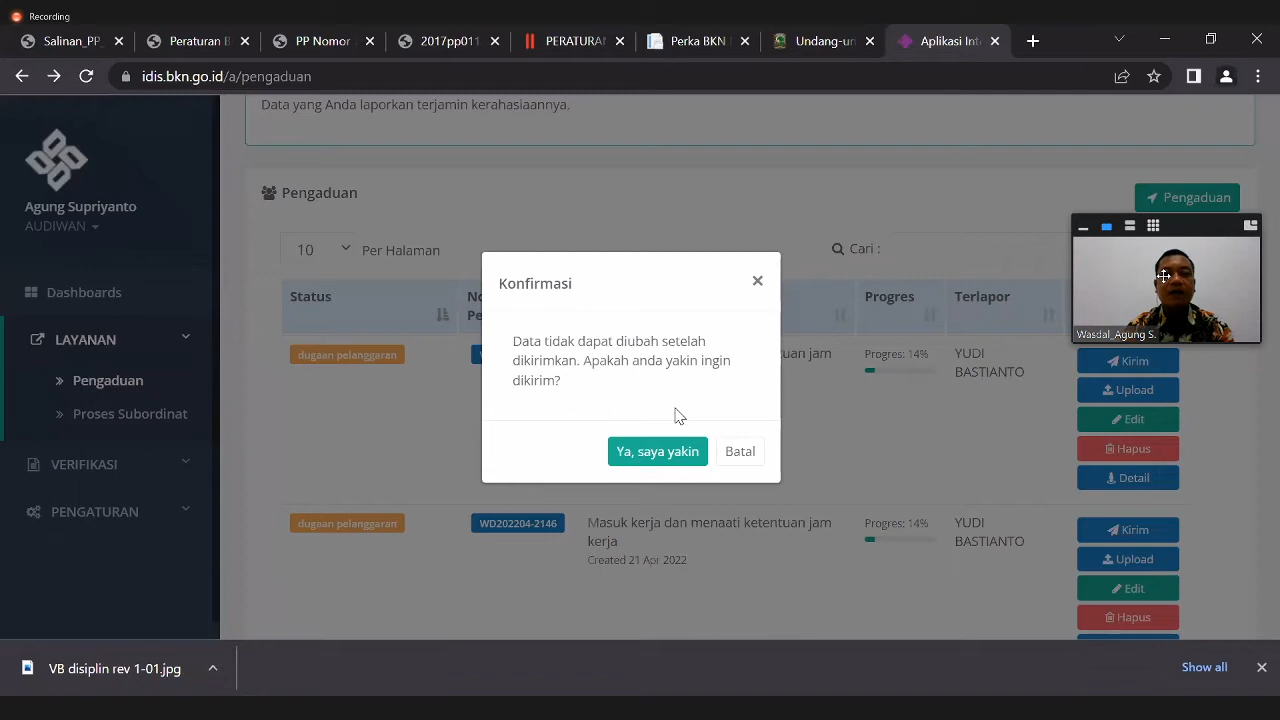 Recording
Salinan_PP_
Peraturan B
PP Nomor
2017pp011
PERATURAN
Perka BKN
Undang-un
Aplikasi Int
idis.bkn.go.id/a/pengaduan
Data yang Anda laporkan terjamin kerahasiaannya.
Agung Supriyanto
AUDIWAN
Dashboards
LAYANAN
Pengaduan
Proses Subordinat
VERIFIKASI
PENGATURAN
Pengaduan
Pengaduan
10 Per Halaman
Cari :
Status
No
Pe
Progres
Terlapor
Wasdal_Agung S.
dugaan pelanggaran
W
tuan jam
Progres: 14%
YUDI
BASTIANTO
Kirim
Upload
Edit
Hapus
Detail
Konfirmasi
Data tidak dapat diubah setelah
dikirimkan. Apakah anda yakin ingin
dikirim?
Ya, saya yakin
Batal
dugaan pelanggaran
WD202204-2146
Masuk kerja dan menaati ketentuan jam
kerja
Created 21 Apr 2022
Progres: 14%
YUDI
BASTIANTO
Kirim
Upload
Edit
Hapus
VB disiplin rev 1-01.jpg
Show all